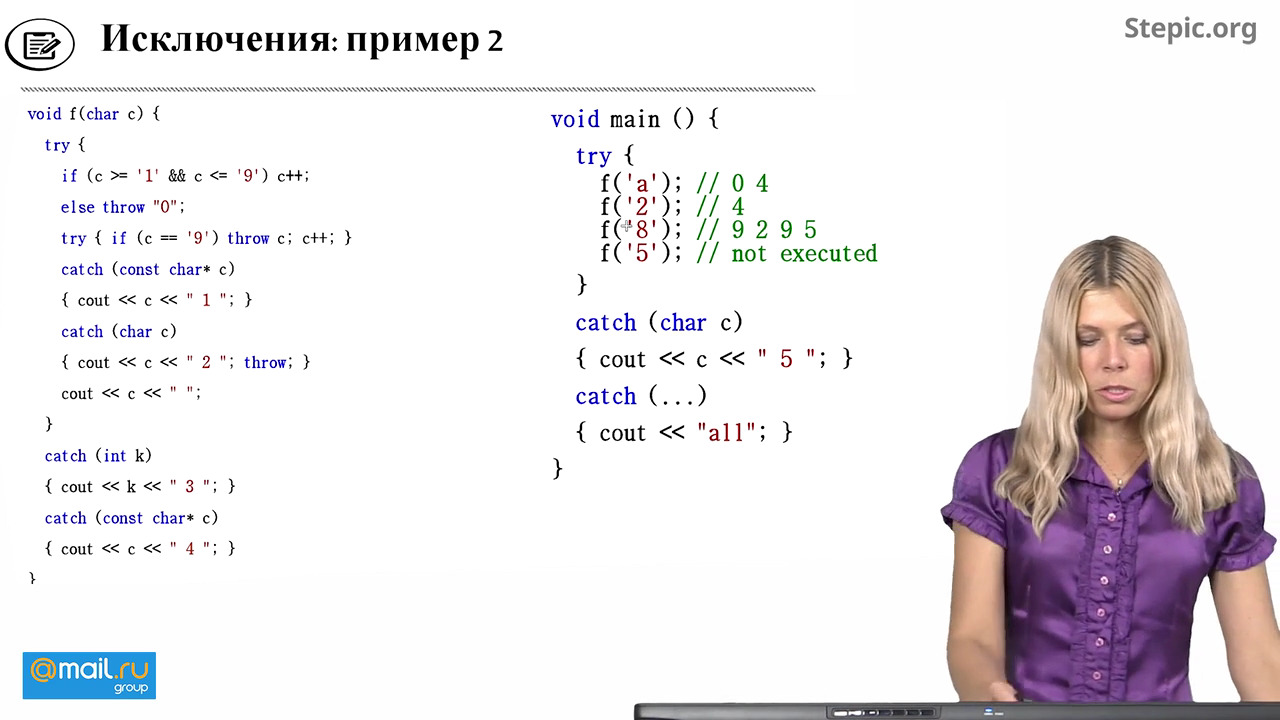 Исключения: пример 2
Stepic.org
void f(char c) {
try {
if (c >= '1' && c <= '9') c++;
else throw "0";
try { if (c == '9') throw c; c++; }
catch (const char* c)
{ cout << c << " 1 "; }
catch (char c)
{ cout << c << " 2 "; throw; }
cout << c << " ";
}
catch (int k)
{ cout << k << " 3 "; }
catch (const char* c)
{ cout << c << " 4 "; }
}
void main () {
try {
f('a'); // 0 4
f('2'); // 4
f('8'); // 9 2 9 5
f('5'); // not executed
}
catch (char c)
{ cout << c << " 5 "; }
catch (...)
{ cout << "all"; }
}
@mail.ru
group